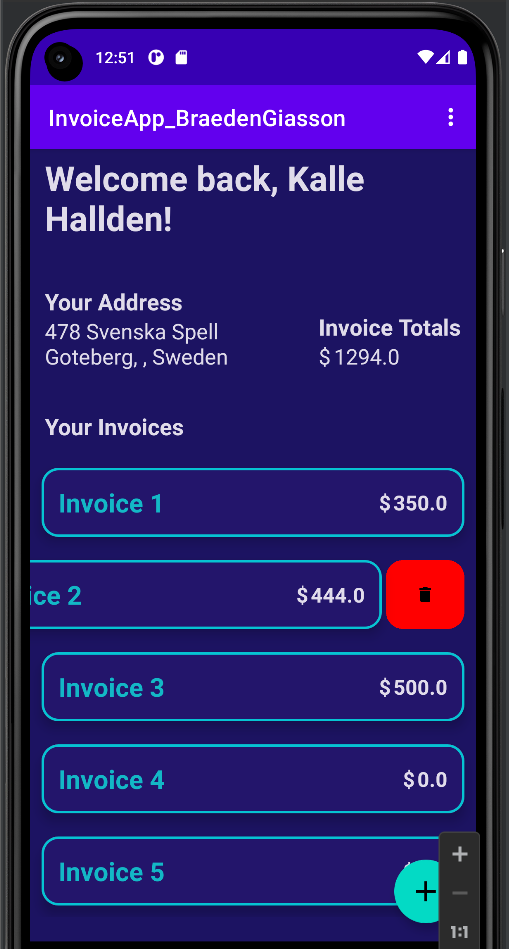 12:51
InvoiceApp_BraedenGiasson
Welcome back, Kalle
Hallden!
Your Address
478 Svenska Spell
Goteberg, , Sweden
Invoice Totals
$ 1294.0
Your Invoices
Invoice 1 $350.0
ice 2 $444.0
Invoice 3 $500.0
Invoice 4 $0.0
Invoice 5
1:1